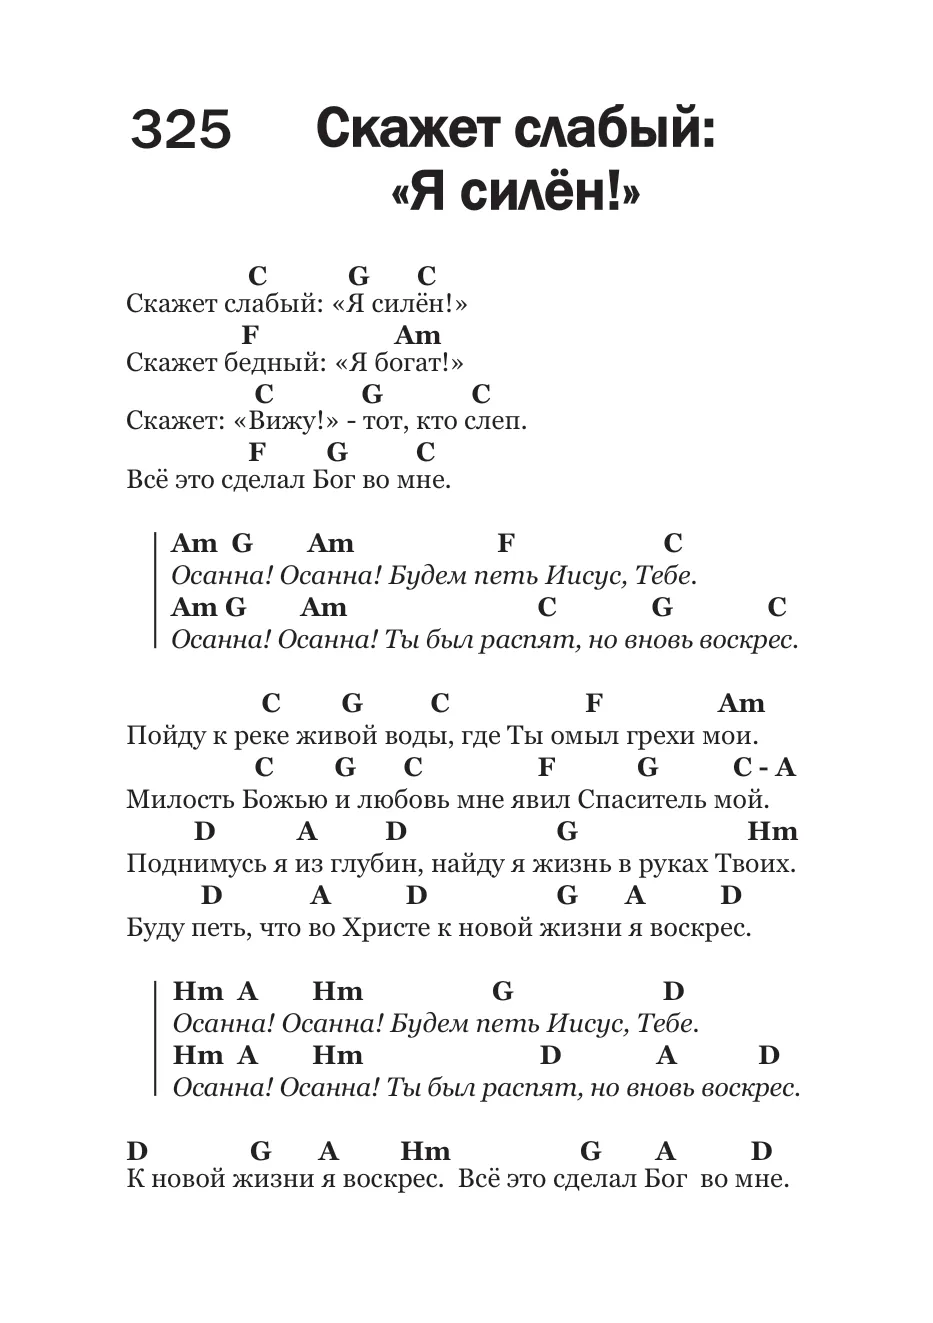 325 Скажет слабый:
«Я силён!»
C G C
Скажет слабый: «Я силён!»
F Am
Скажет бедный: «Я богат!»
C G C
Скажет: «Вижу!» - тот, кто слеп.
F G C
Всё это сделал Бог во мне.
Am G Am F C
Осанна! Осанна! Будем петь Иисус, Тебе.
Am G Am C G C
Осанна! Осанна! Ты был распят, но вновь воскрес.
C G C F Am
Пойду к реке живой воды, где Ты омыл грехи мои.
C G C F G C - A
Милость Божью и любовь мне явил Спаситель мой.
D A D G Hm
Поднимусь я из глубин, найду я жизнь в руках Твоих.
D A D G A D
Буду петь, что во Христе к новой жизни я воскрес.
Hm A Hm G D
Осанна! Осанна! Будем петь Иисус, Тебе.
Hm A Hm D A D
Осанна! Осанна! Ты был распят, но вновь воскрес.
D G A Hm G A D
К новой жизни я воскрес. Всё это сделал Бог во мне.